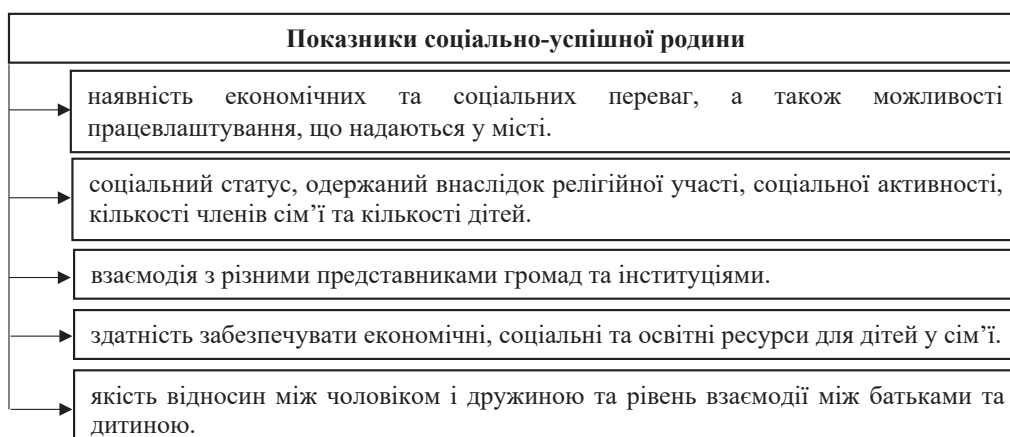 Показники соціально-успішної родини
наявність економічних та соціальних переваг, а також можливості
працевлаштування, що надаються у місті.
соціальний статус, одержаний внаслідок релігійної участі, соціальної активності,
кількості членів сім’ї та кількості дітей.
взаємодія з різними представниками громад та інституціями.
здатність забезпечувати економічні, соціальні та освітні ресурси для дітей у сім’ї.
якість відносин між чоловіком і дружиною та рівень взаємодії між батьками та
дитиною.